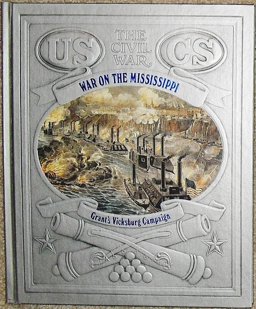 US
THE
CIVIL
WAR
CS
WAR ON THE MISSISSIPPI
Grant's Vicksburg Campaign